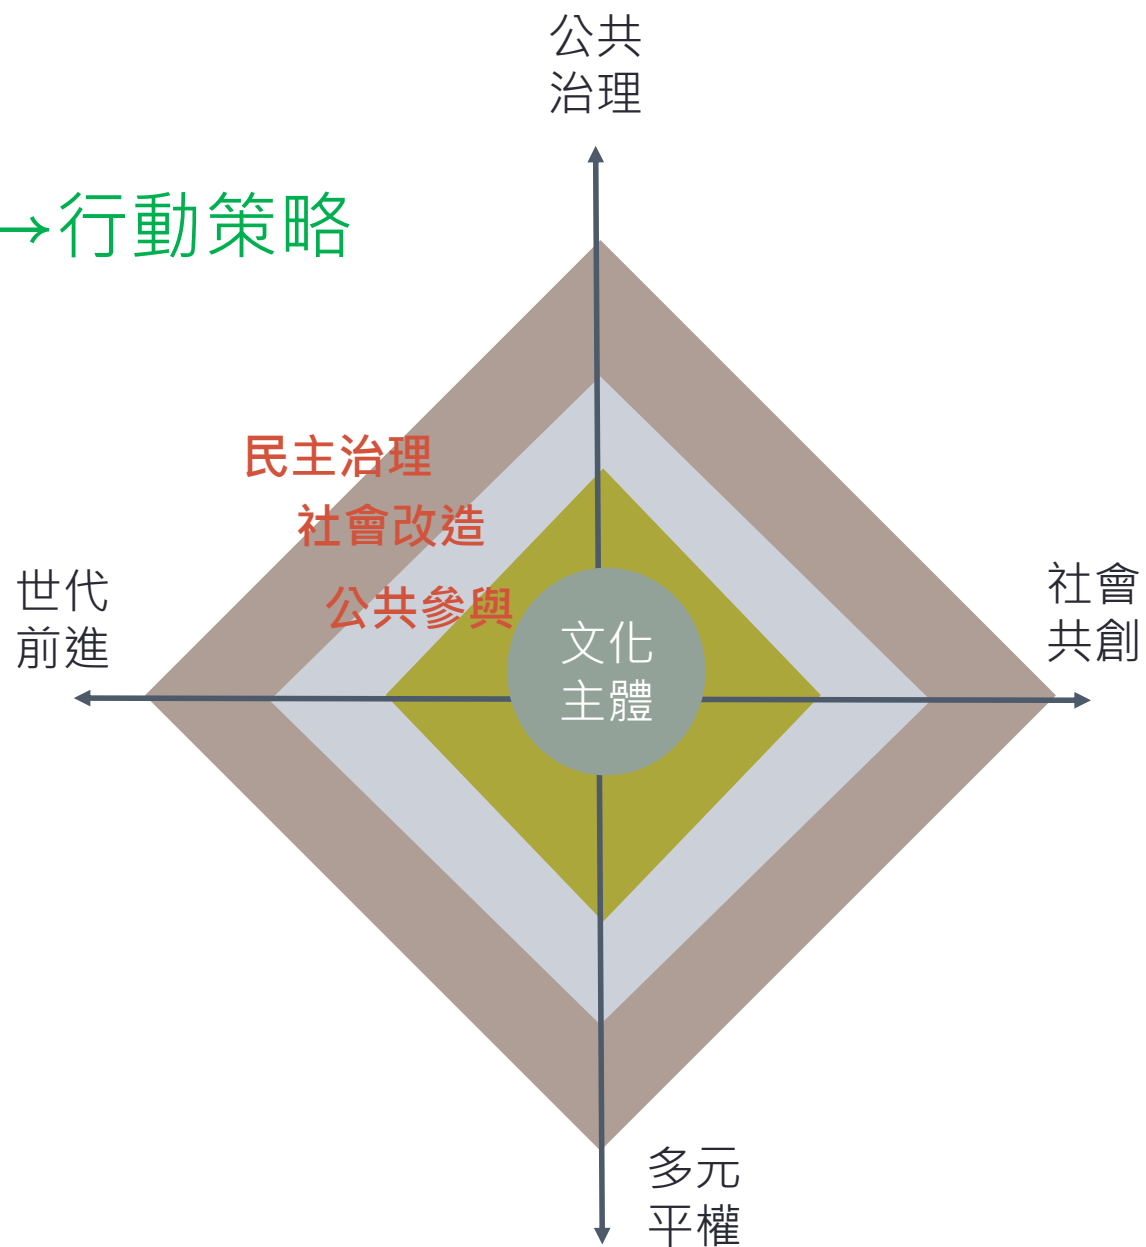 公共
治理
→行動策略
民主治理
社會改造
公共參與
世代
前進
文化
主體
社會
共創
多元
平權